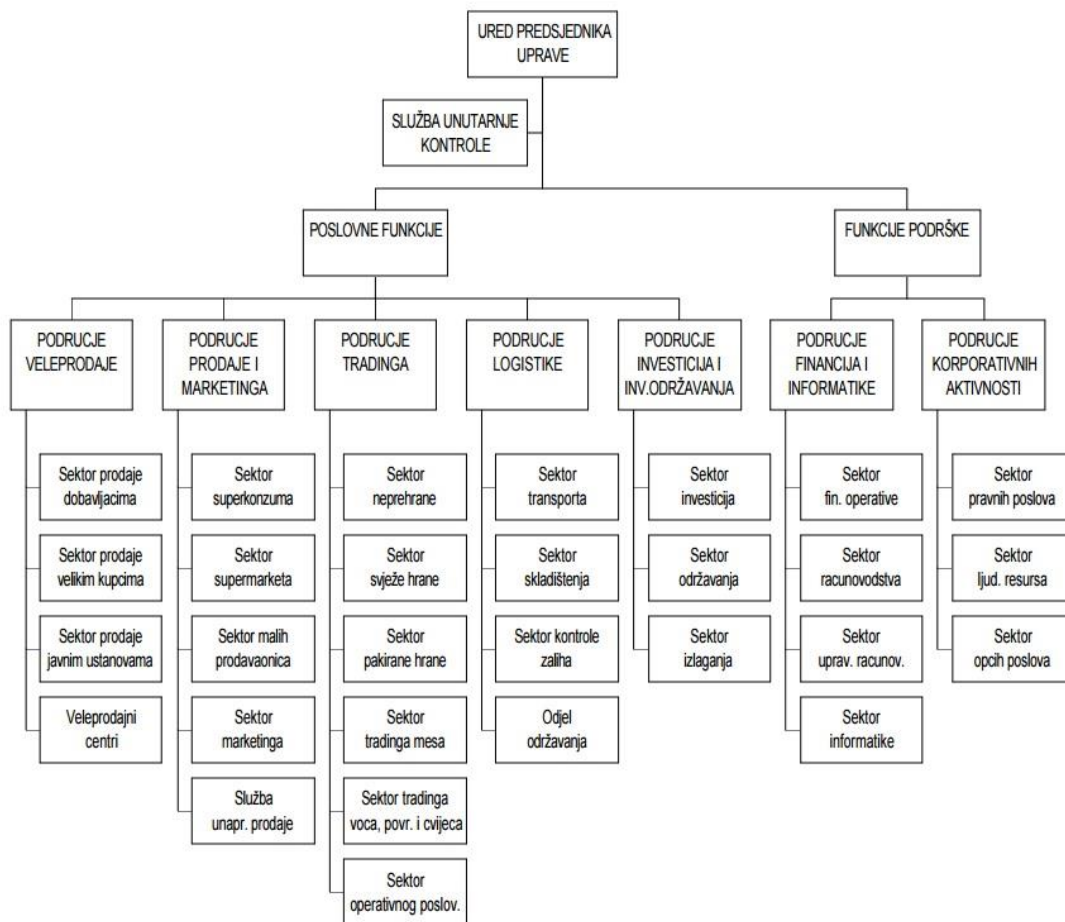 URED PREDSJEDNIKA
UPRAVE
SLUŽBA UNUTARNJE
KONTROLE
POSLOVNE FUNKCIJE
FUNKCIJE PODRŠKE
PODRUCJE
VELEPRODAJE
PODRUCJE
PRODAJE I
MARKETINGA
PODRUCJE
TRADINGA
PODRUCJE
LOGISTIKE
PODRUCJE
INVESTICIJA I
INV.ODRŽAVANJA
PODRUCJE
FINANCIJA I
INFORMATIKE
PODRUCJE
KORPORATIVNIH
AKTIVNOSTI
Sektor prodaje
dobavljacima
Sektor prodaje
velikim kupcima
Sektor prodaje
javnim ustanovama
Veleprodajni
centri
Sektor
superkonzuma
Sektor
supermarketa
Sektor malih
prodavaonica
Sektor
marketinga
Služba
unapr. prodaje
Sektor
neprehrane
Sektor
svježe hrane
Sektor
pakirane hrane
Sektor
tradinga mesa
Sektor tradinga
voca, povr. i cvijeca
Sektor
operativnog poslov.
Sektor
transporta
Sektor
skladištenja
Sektor kontrole
zaliha
Odjel
održavanja
Sektor
investicija
Sektor
održavanja
Sektor
izlaganja
Sektor
fin. operative
Sektor
racunovodstva
Sektor
uprav. racunov.
Sektor
informatike
Sektor
pravnih poslova
Sektor
ljud. resursa
Sektor
opcih poslova